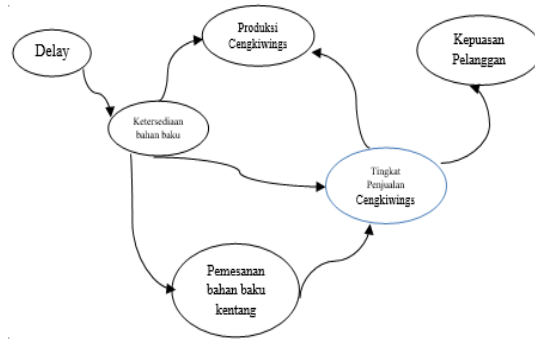 Delay
Produksi
Cengkiwings
Kepuasan
Pelanggan
Ketersediaan
bahan baku
Tingkat
Penjualan
Cengkiwings
Pemesanan
bahan baku
kentang